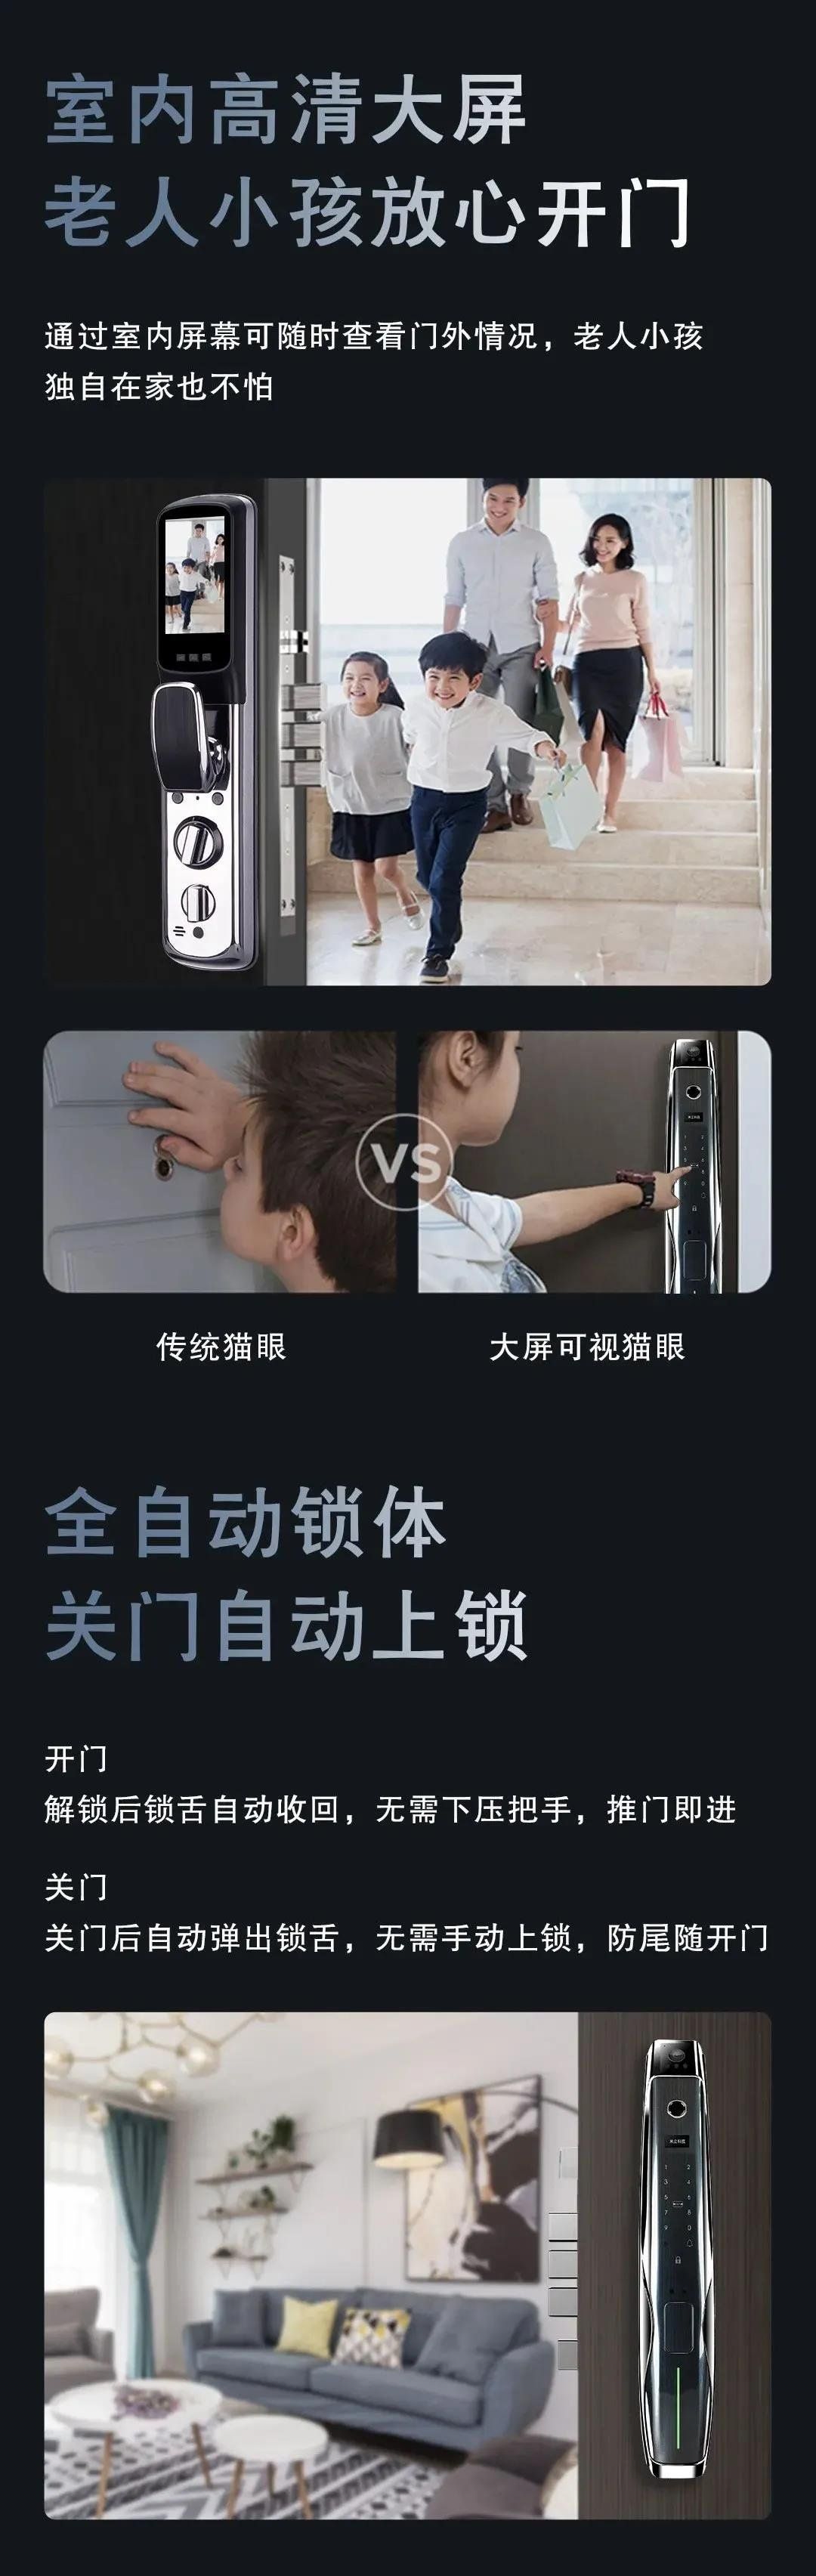 室内高清大屏
老人小孩放心开门
通过室内屏幕可随时查看门外情况，老人小孩
独自在家也不怕
VS
传统猫眼
大屏可视猫眼
全自动锁体
关门自动上锁
开门
解锁后锁舌自动收回，无需下压把手，推门即进
关门
关门后自动弹出锁舌，无需手动上锁，防尾随开门